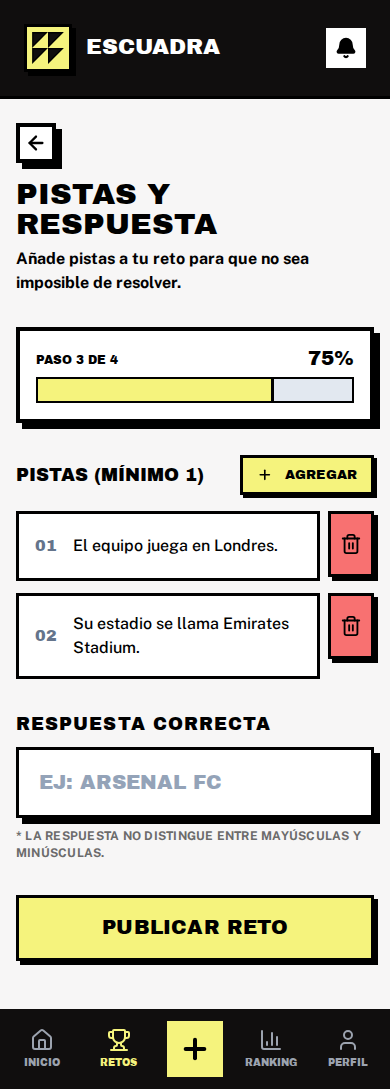 ESCUADRA
PISTAS Y
RESPUESTA
Añade pistas a tu reto para que no sea
imposible de resolver.
PASO 3 DE 4
75%
PISTAS (MÍNIMO 1)
+ AGREGAR
01 El equipo juega en Londres.
02 Su estadio se llama Emirates
Stadium.
RESPUESTA CORRECTA
EJ: ARSENAL FC
* LA RESPUESTA NO DISTINGUE ENTRE MAYÚSCULAS Y
MINÚSCULAS.
PUBLICAR RETO
INICIO
RETOS
RANKING
PERFIL